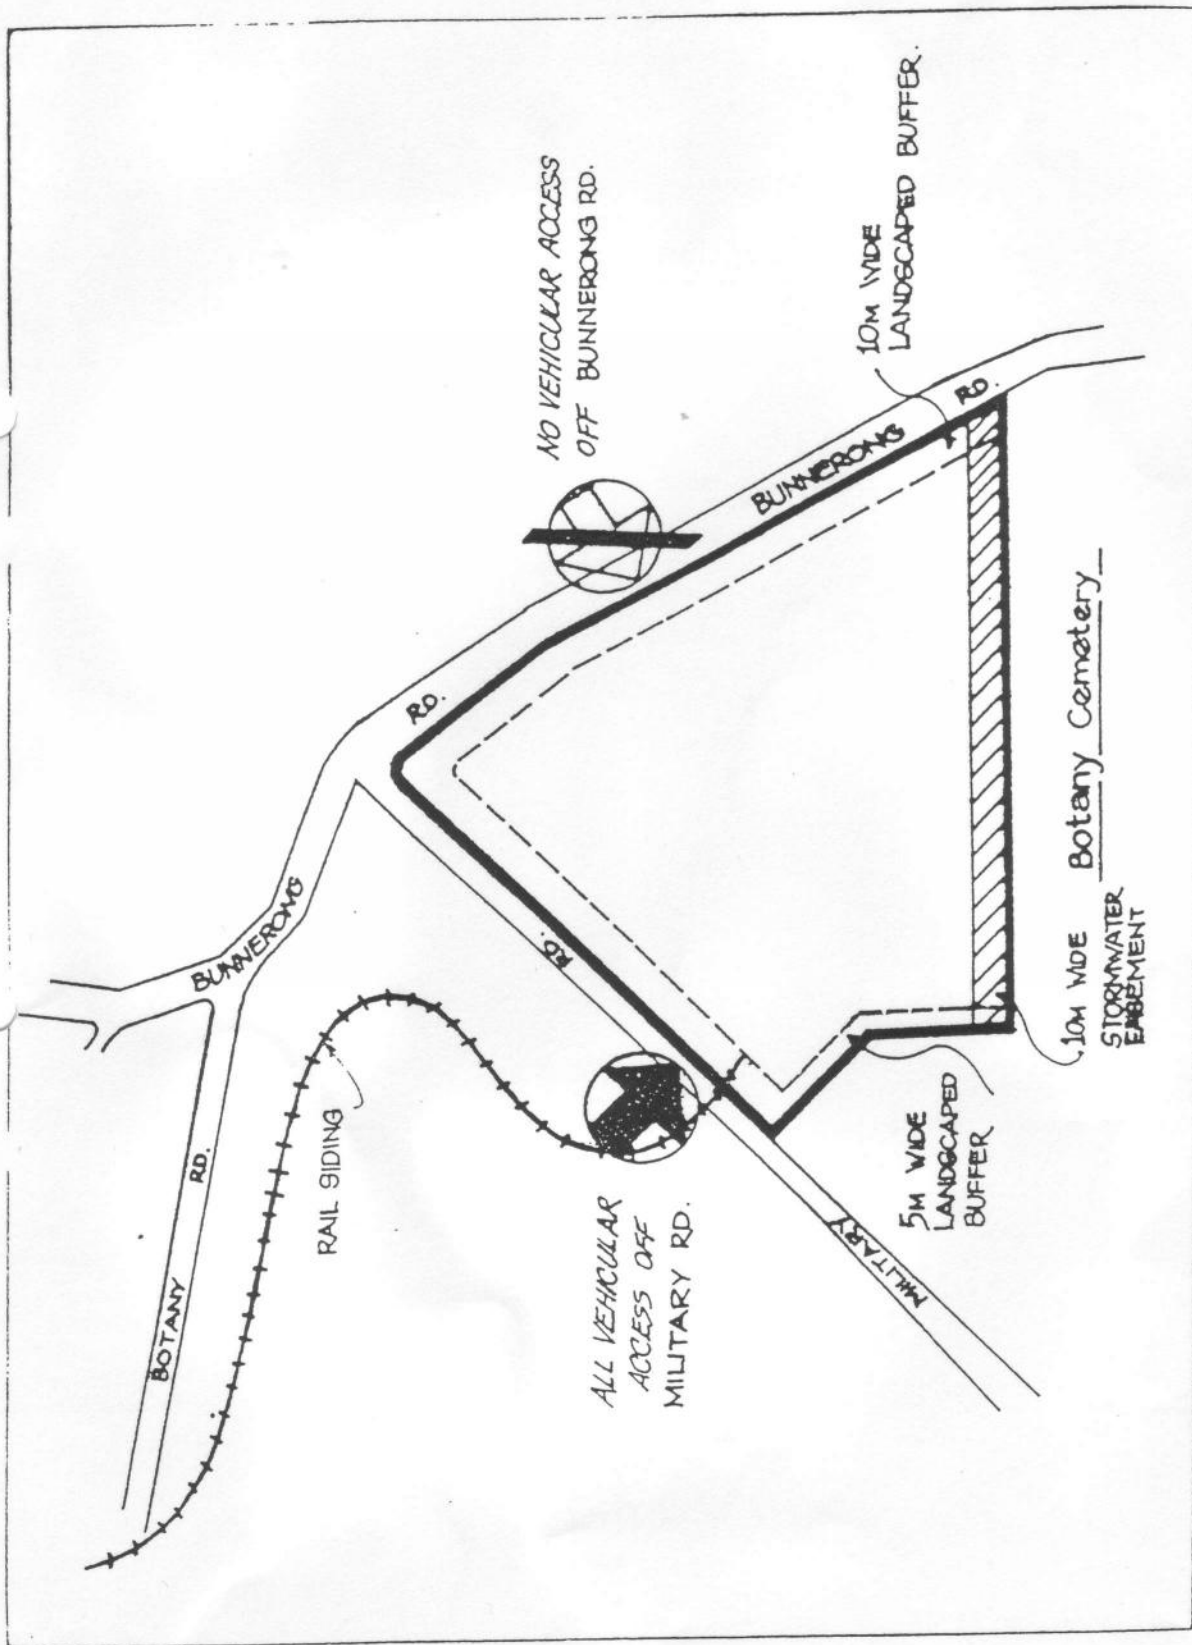 BOTANY
RD.
BUNNERONG
RAIL SIDING
RD.
NO VEHICULAR ACCESS
OFF BUNNERONG RD.
RD.
ALL VEHICULAR
ACCESS OFF
MILITARY RD.
MILITARY
BUNNERONG
RD.
10M WIDE
LANDSCAPED BUFFER.
5M WIDE
LANDSCAPED
BUFFER
10M WIDE
STORMWATER
EASEMENT
Botany Cemetery